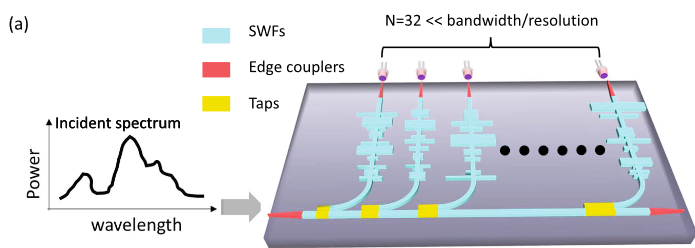 (a)
N=32 << bandwidth/resolution
SWFs
Edge couplers
Taps
Incident spectrum
Power
wavelength